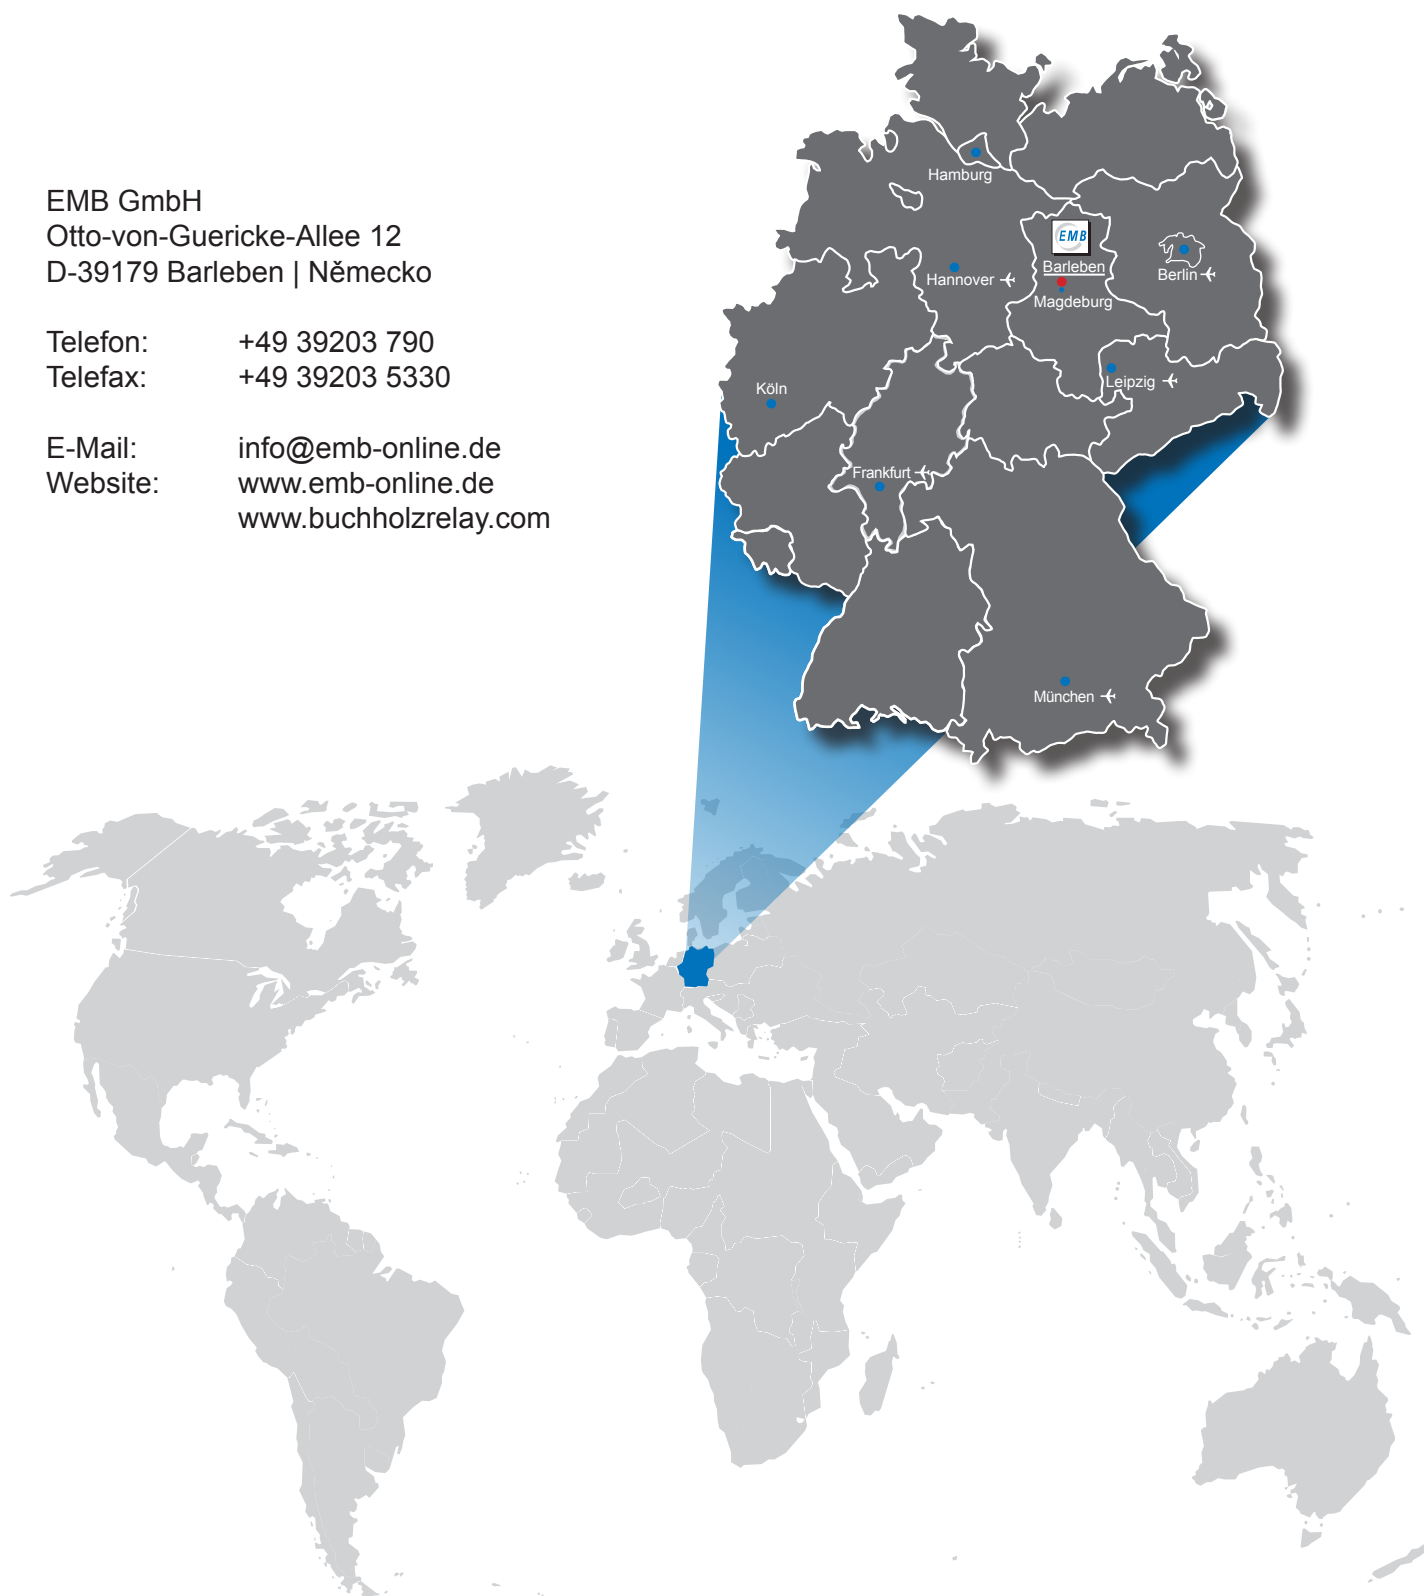 EMB GmbH
Otto-von-Guericke-Allee 12
D-39179 Barleben | Německo
Telefon: +49 39203 790
Telefax: +49 39203 5330
E-Mail: info@emb-online.de
Website: www.emb-online.de
www.buchholzrelay.com
Hamburg
EMB
Barleben
Hannover
Berlin
Magdeburg
Leipzig
Köln
Frankfurt
München